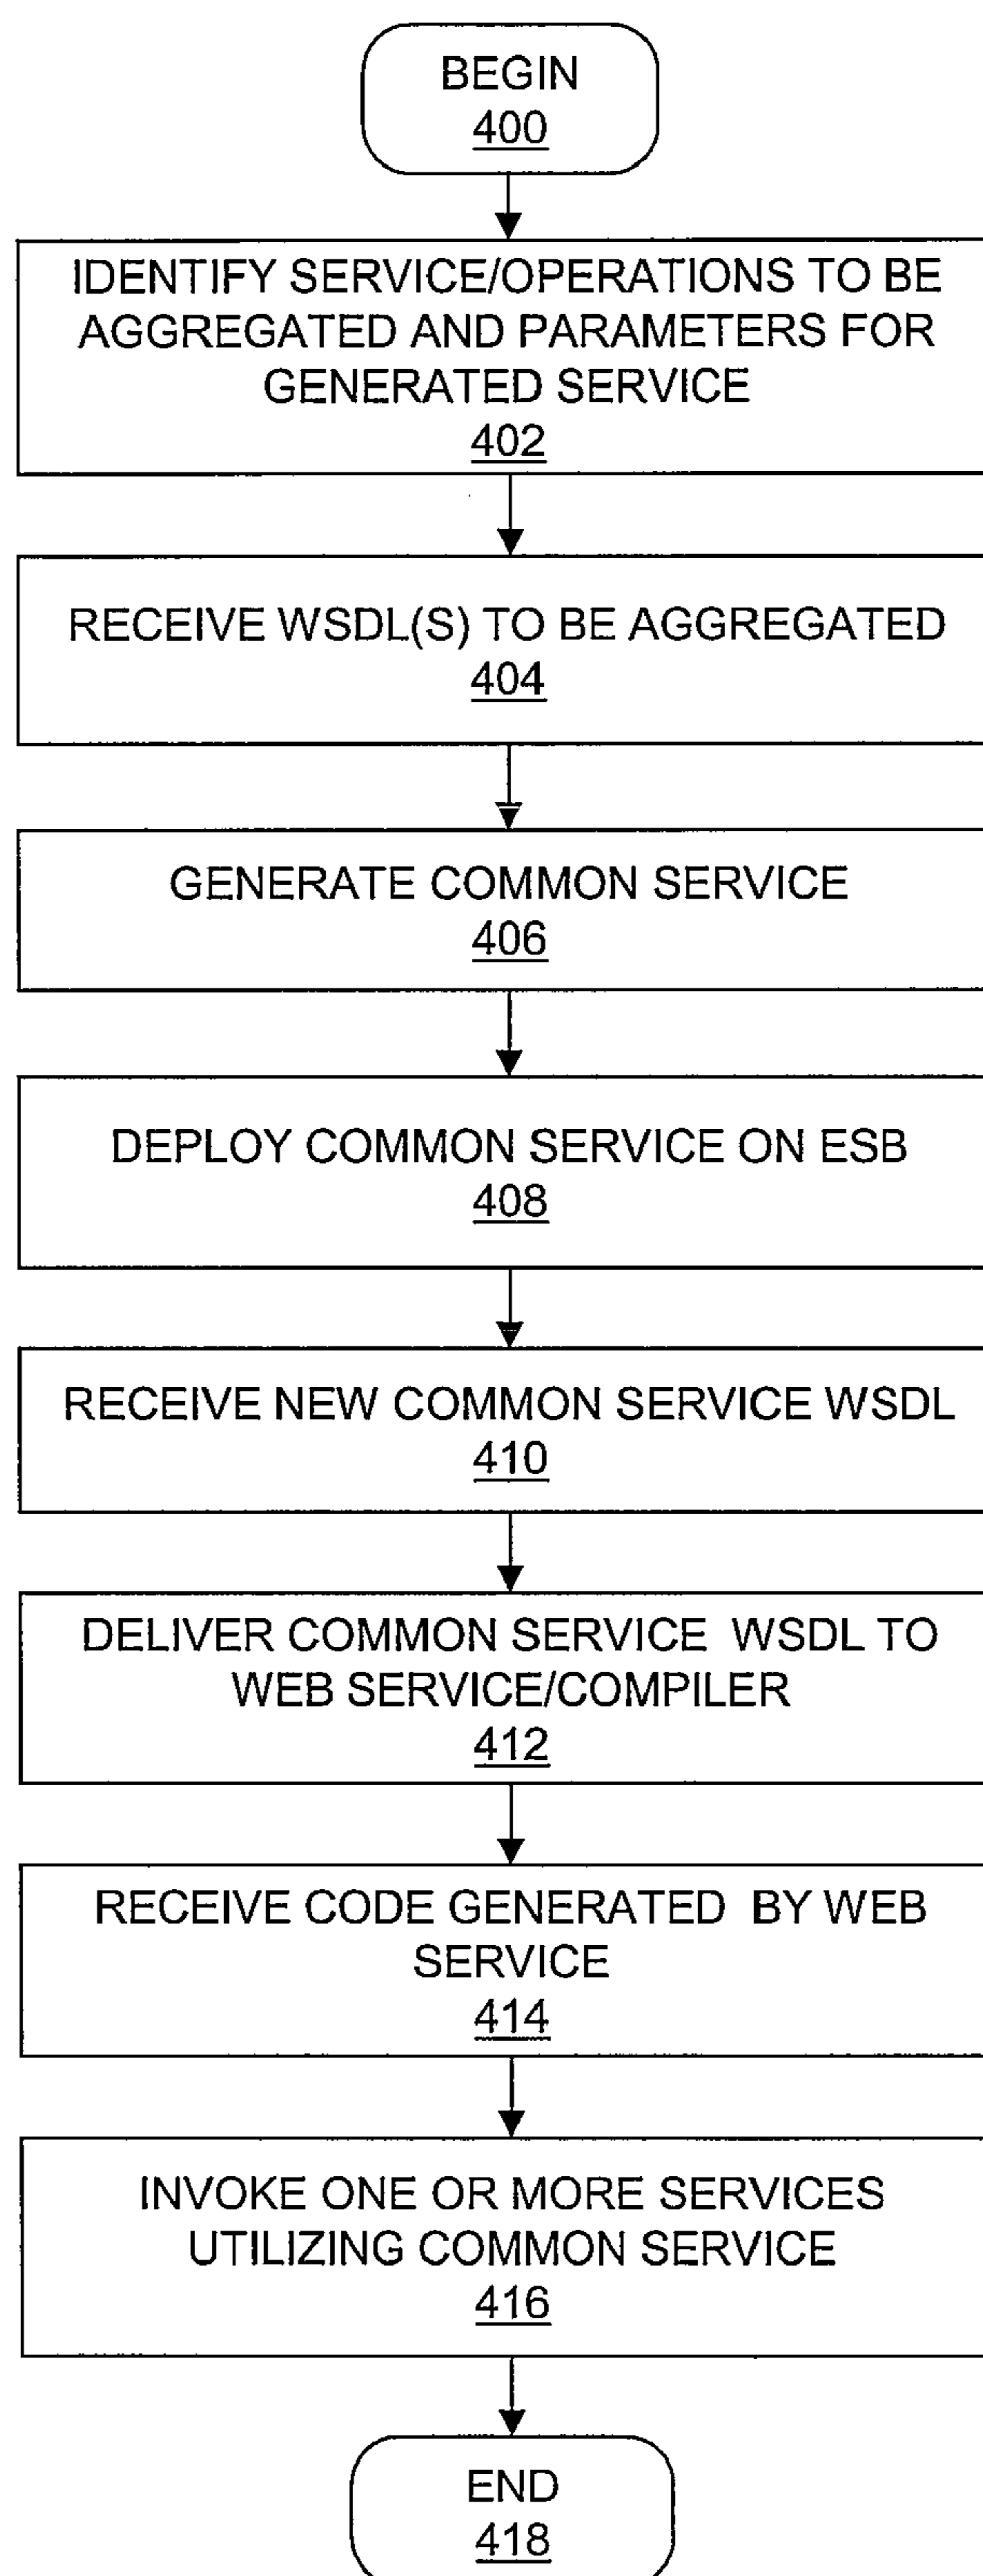 BEGIN
400
IDENTIFY SERVICE/OPERATIONS TO BE
AGGREGATED AND PARAMETERS FOR
GENERATED SERVICE
402
RECEIVE WSDL(S) TO BE AGGREGATED
404
GENERATE COMMON SERVICE
406
DEPLOY COMMON SERVICE ON ESB
408
RECEIVE NEW COMMON SERVICE WSDL
410
DELIVER COMMON SERVICE WSDL TO
WEB SERVICE/COMPILER
412
RECEIVE CODE GENERATED BY WEB
SERVICE
414
INVOKE ONE OR MORE SERVICES
UTILIZING COMMON SERVICE
416
END
418